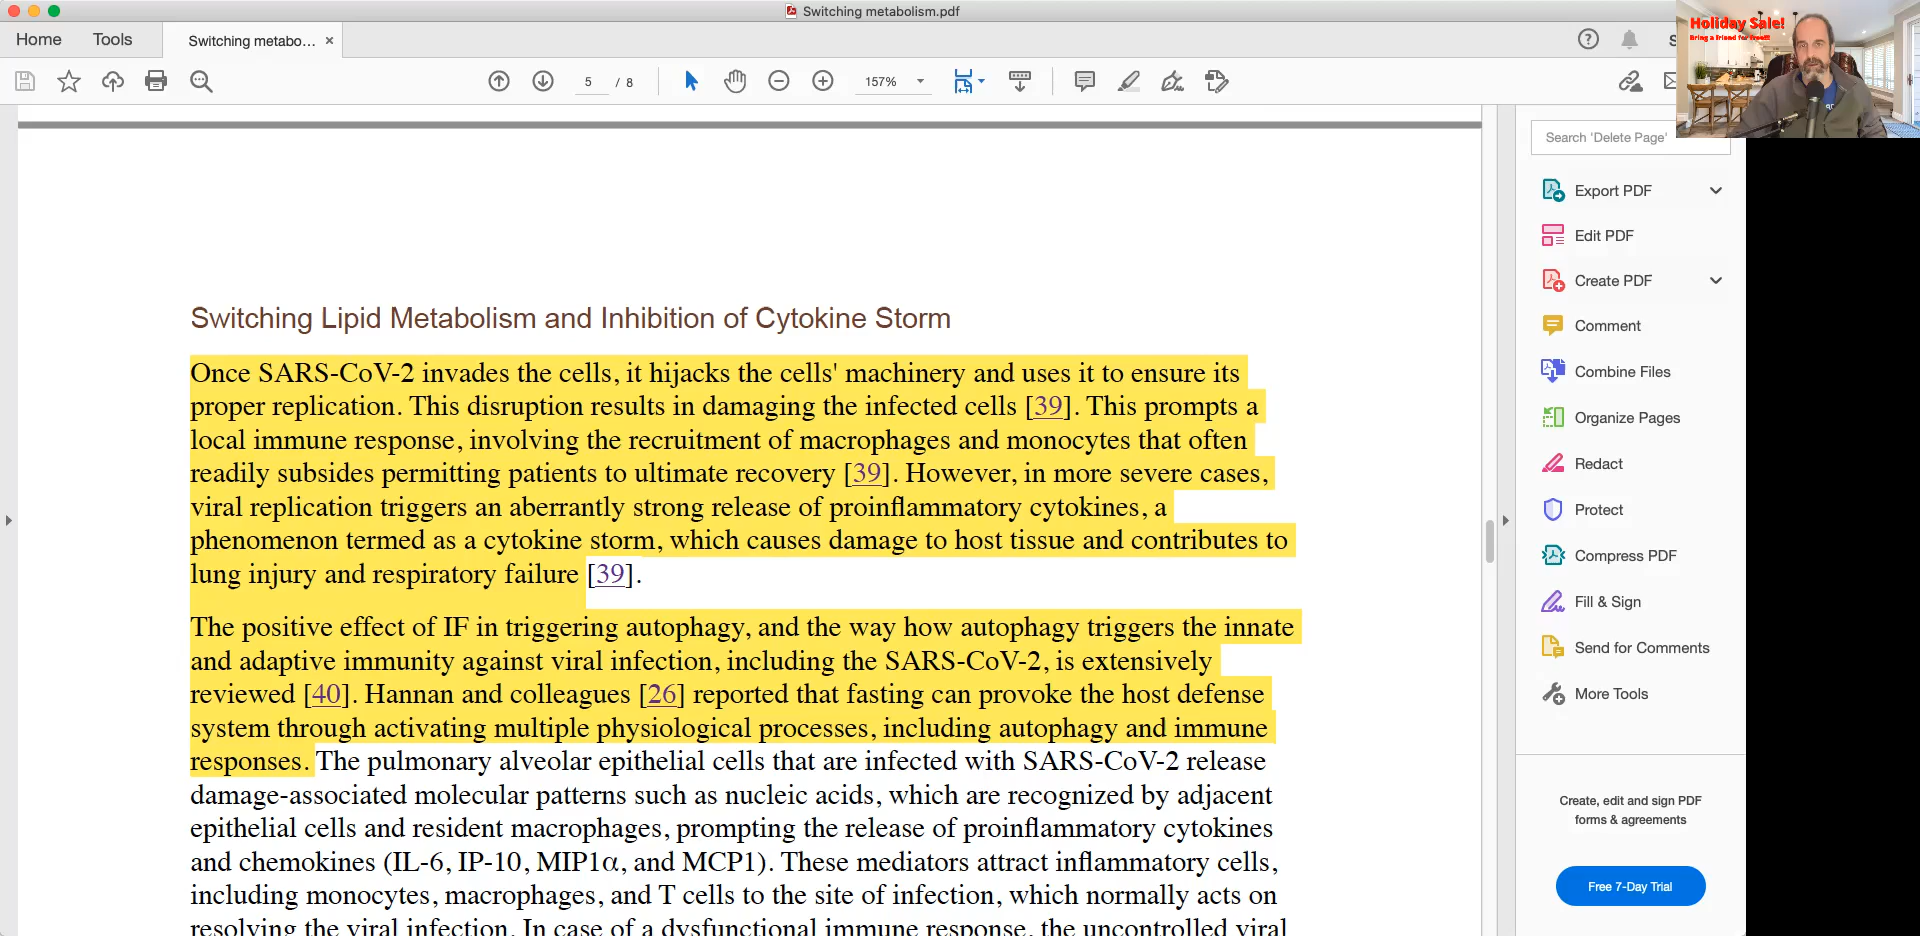 Switching metabolism.pdf
Home
Tools
Switching metabo...
5 / 8
157%
Holiday Sale!
Bring a Friend for free!!!
Search 'Delete Page'
Export PDF
Edit PDF
Create PDF
Comment
Combine Files
Organize Pages
Redact
Protect
Compress PDF
Fill & Sign
Send for Comments
More Tools
Create, edit and sign PDF
forms & agreements
Free 7-Day Trial
Switching Lipid Metabolism and Inhibition of Cytokine Storm
Once SARS-CoV-2 invades the cells, it hijacks the cells' machinery and uses it to ensure its
proper replication. This disruption results in damaging the infected cells [39]. This prompts a
local immune response, involving the recruitment of macrophages and monocytes that often
readily subsides permitting patients to ultimate recovery [39]. However, in more severe cases,
viral replication triggers an aberrantly strong release of proinflammatory cytokines, a
phenomenon termed as a cytokine storm, which causes damage to host tissue and contributes to
lung injury and respiratory failure [39].
The positive effect of IF in triggering autophagy, and the way how autophagy triggers the innate
and adaptive immunity against viral infection, including the SARS-CoV-2, is extensively
reviewed [40]. Hannan and colleagues [26] reported that fasting can provoke the host defense
system through activating multiple physiological processes, including autophagy and immune
responses. The pulmonary alveolar epithelial cells that are infected with SARS-CoV-2 release
damage-associated molecular patterns such as nucleic acids, which are recognized by adjacent
epithelial cells and resident macrophages, prompting the release of proinflammatory cytokines
and chemokines (IL-6, IP-10, MIP1α, and MCP1). These mediators attract inflammatory cells,
including monocytes, macrophages, and T cells to the site of infection, which normally acts on
resolving the viral infection. In case of a dysfunctional immune response, the uncontrolled viral